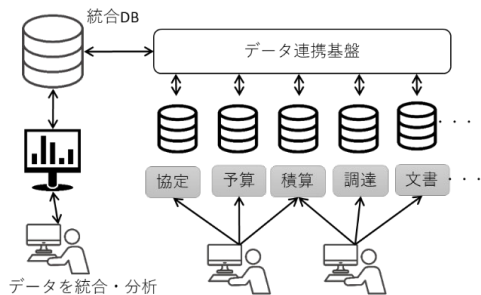 統合DB
データ連携基盤
・・・
協定
予算
積算
調達
文書
・・・
データを統合・分析